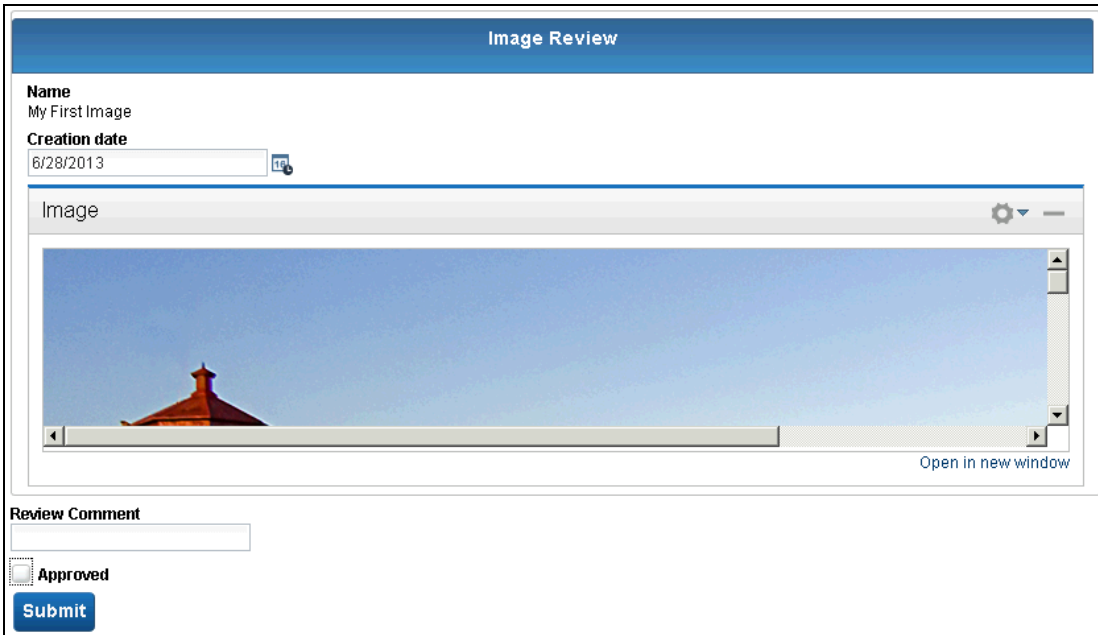 Image Review
Name
My First Image
Creation date
6/28/2013
Image
Open in new window
Review Comment
Approved
Submit